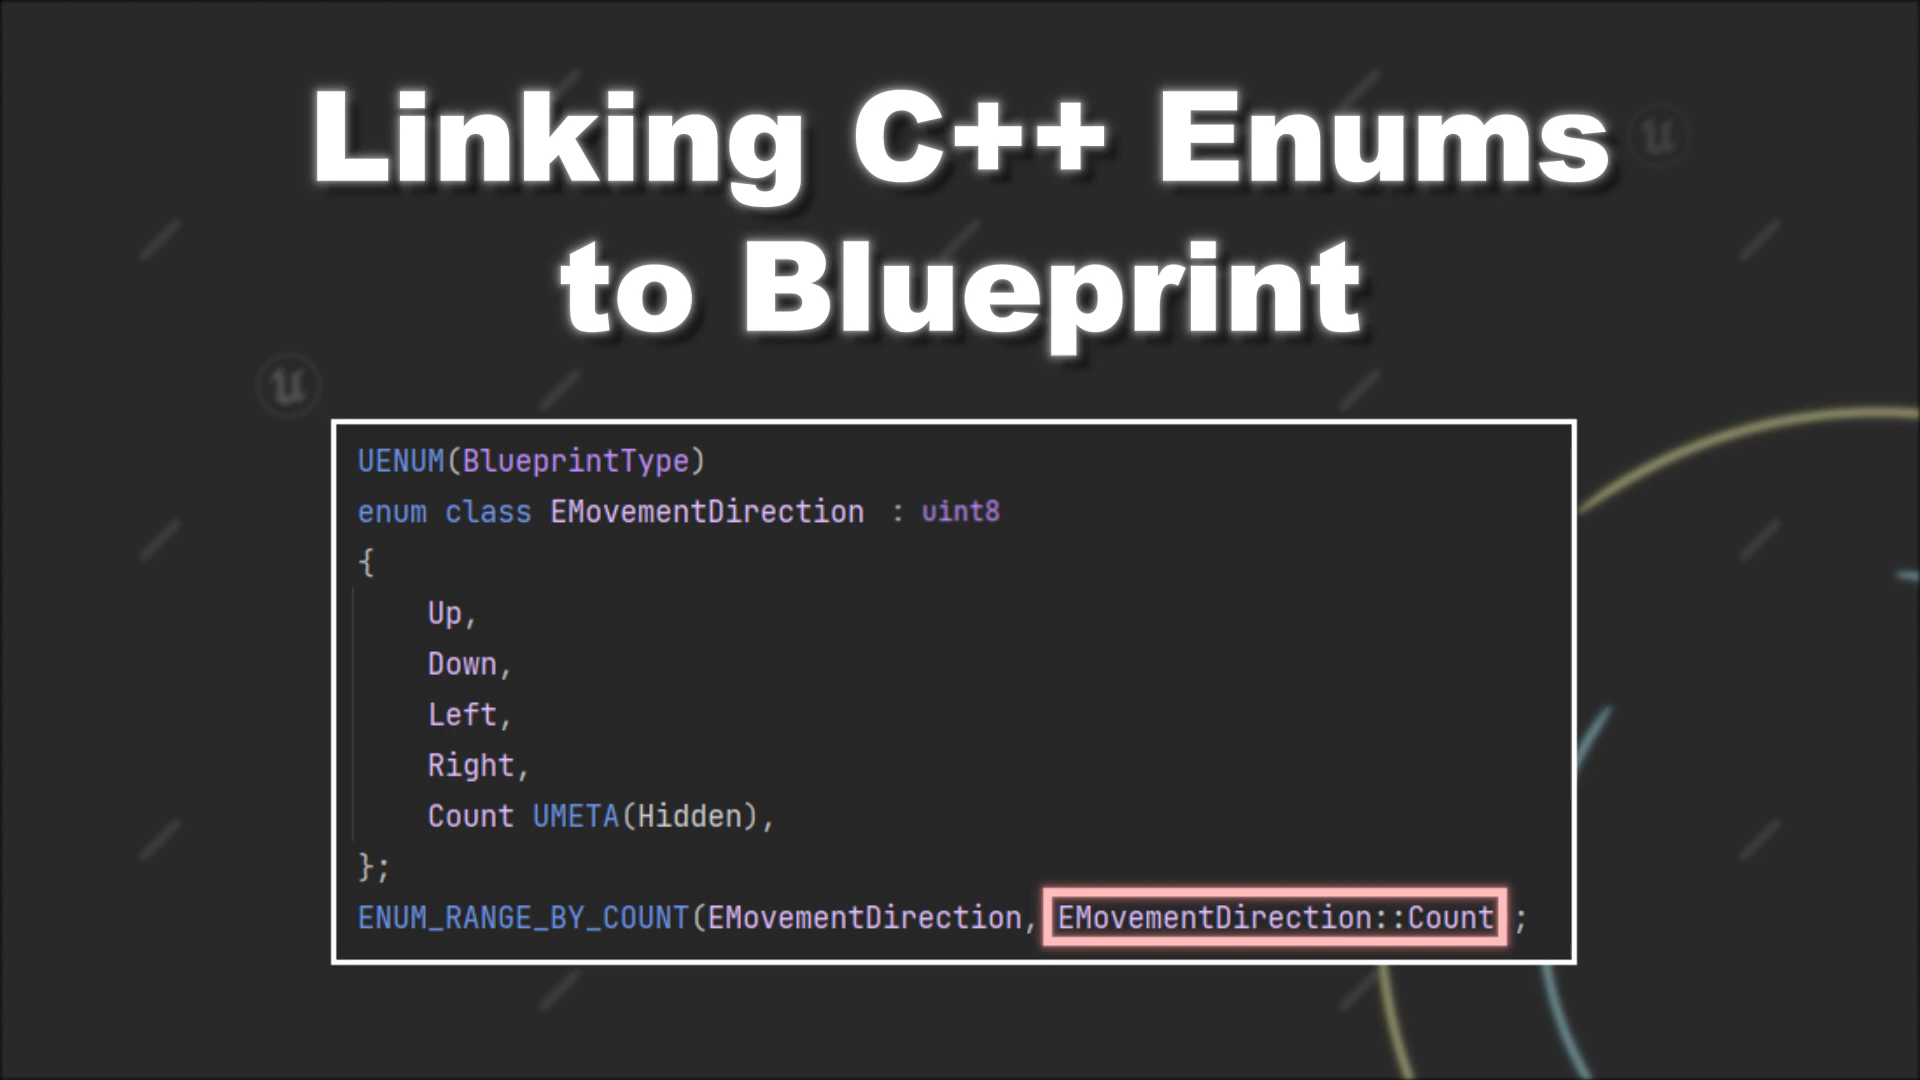 Linking C++ Enums
to Blueprint
UENUM(BlueprintType)
enum class EMovementDirection : uint8
{
Up,
Down,
Left,
Right,
Count UMETA(Hidden),
};
ENUM_RANGE_BY_COUNT(EMovementDirection, EMovementDirection::Count ;